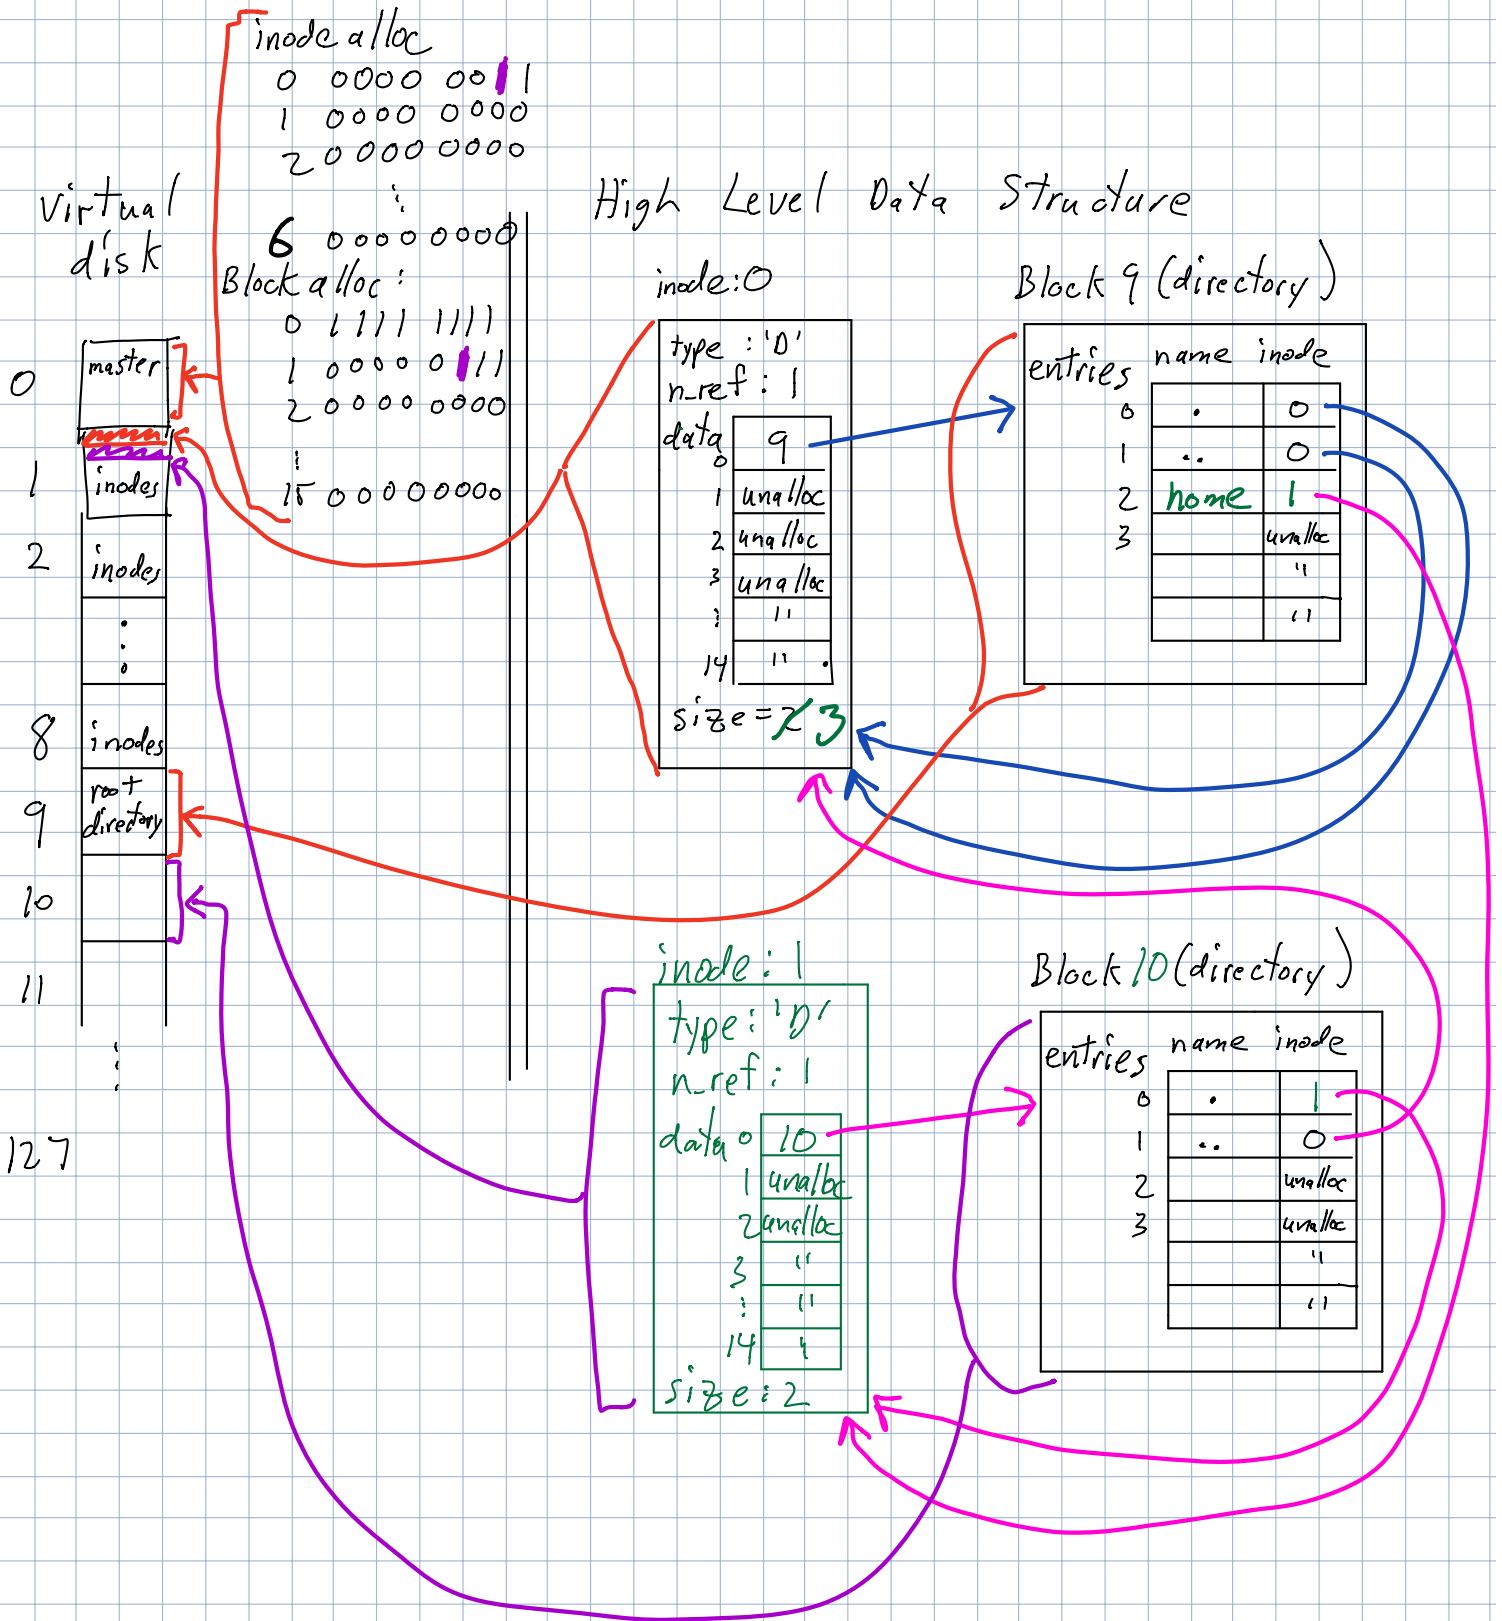 inode alloc
0 0000 0011
1 0000 0000
2 0000 0000
⋮
6 0000 0000
Block alloc:
0 1111 1111
1 0000 0111
2 0000 0000
⋮
15 00000000
virtual
disk
0 master
1 inodes
2 inodes
⋮
8 inodes
9 root
directory
10
11
⋮
127
High Level Data Structure
inode:0
type : 'D'
n_ref : 1
data
0 9
1 unalloc
2 unalloc
3 unalloc
⋮ "
14 " .
size = 2 3
Block 9 (directory)
entries name inode
0 . 0
1 .. 0
2 home 1
3 unalloc
"
"
inode: 1
type: 'D'
n_ref: 1
data 0 10
1 unalloc
2 unalloc
3 "
⋮ "
14 "
size: 2
Block 10 (directory)
entries name inode
0 . 1
1 .. 0
2 unalloc
3 unalloc
"
"